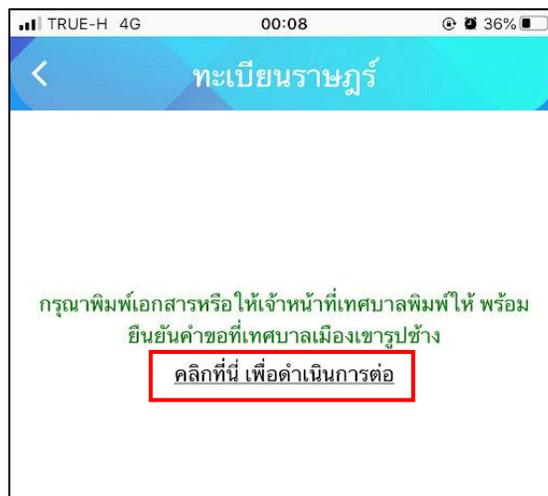 TRUE-H 4G 00:08 36%
ทะเบียนราษฎร์
กรุณาพิมพ์เอกสารหรือให้เจ้าหน้าที่เทศบาลพิมพ์ให้ พร้อม
ยืนยันคำขอที่เทศบาลเมืองเขารูปช้าง
คลิกที่นี่ เพื่อดำเนินการต่อ